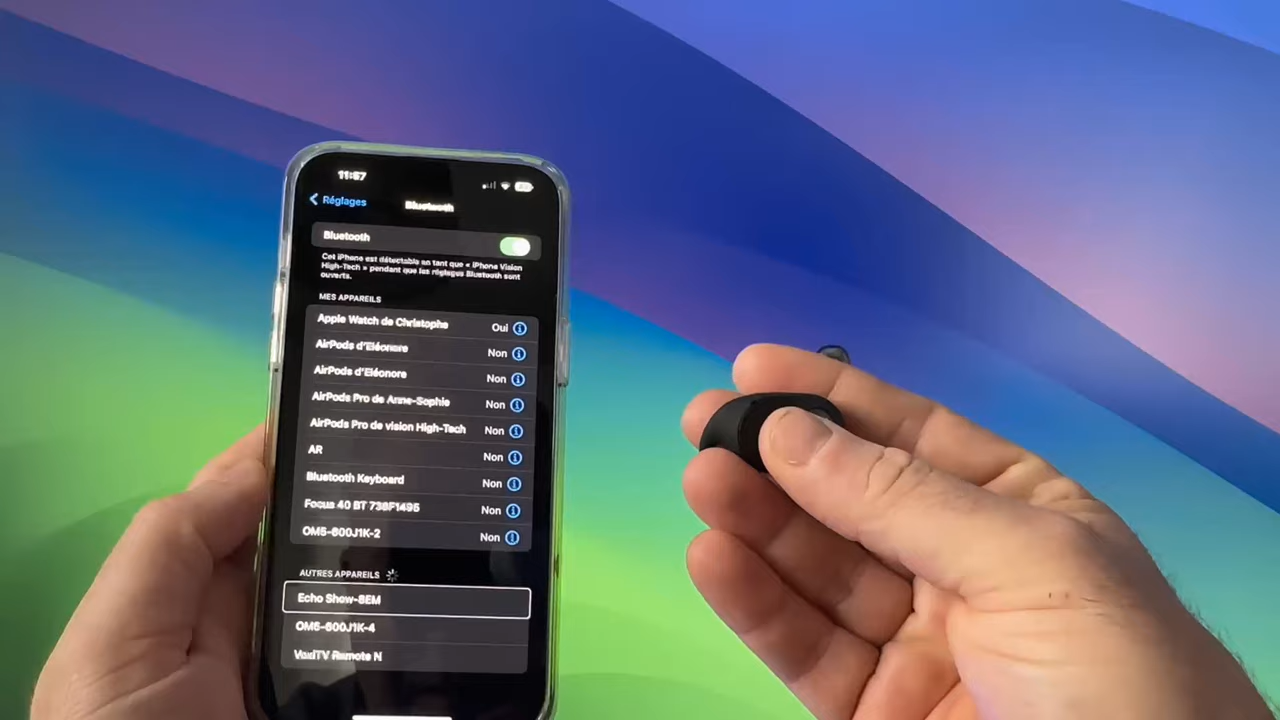 11:57
Réglages
Bluetooth
Bluetooth
Cet iPhone est détectable en tant que « iPhone Vision
High-Tech » pendant que les réglages Bluetooth sont
ouverts.
MES APPAREILS
Apple Watch de Christophe Oui
AirPods d'Eléonore Non
AirPods d'Eléonore Non
AirPods Pro de Anne-Sophie Non
AirPods Pro de vision High-Tech Non
AR Non
Bluetooth Keyboard Non
Focus 40 BT 738F1495 Non
OM5-600J1K-2 Non
AUTRES APPAREILS
Echo Show-8EM
OM5-600J1K-4
Remote N